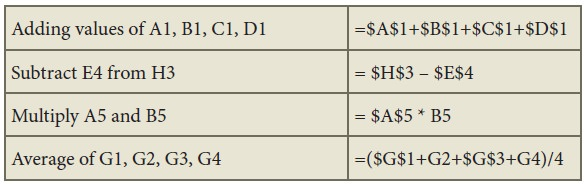 Adding values of A1, B1, C1, D1 =$A$1+$B$1+$C$1+$D$1
Subtract E4 from H3 = $H$3 – $E$4
Multiply A5 and B5 = $A$5 * B5
Average of G1, G2, G3, G4 =($G$1+G2+$G$3+G4)/4